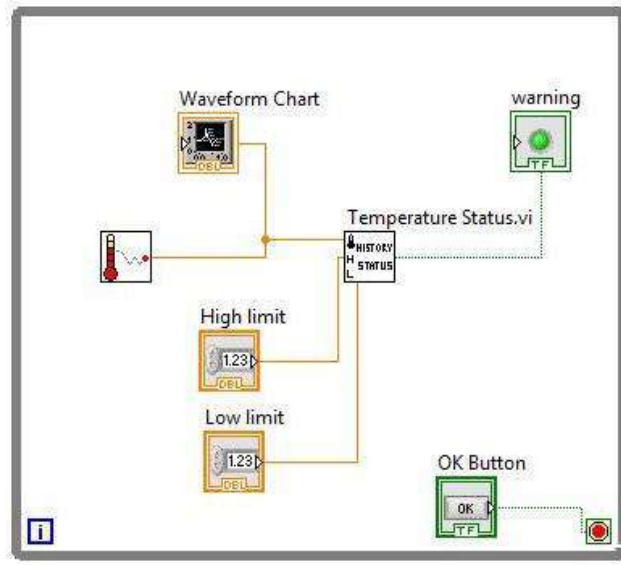 Waveform Chart
DBL
warning
TF
Temperature Status.vi
HISTORY
H
STATUS
L
High limit
1.23
DBL
Low limit
1.23
DBL
OK Button
OK
TF
i